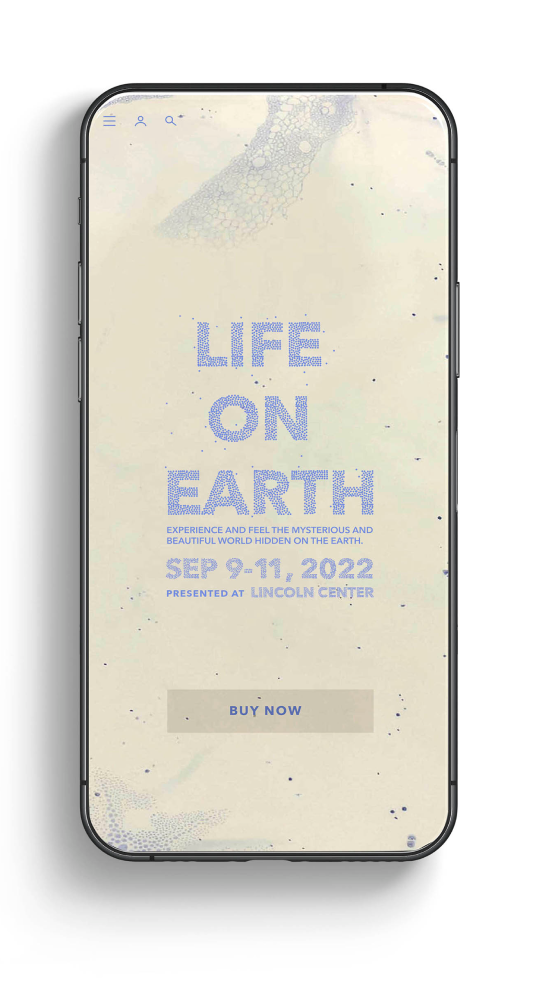 LIFE
ON
EARTH
EXPERIENCE AND FEEL THE MYSTERIOUS AND
BEAUTIFUL WORLD HIDDEN ON THE EARTH.
SEP 9-11, 2022
PRESENTED AT LINCOLN CENTER
BUY NOW